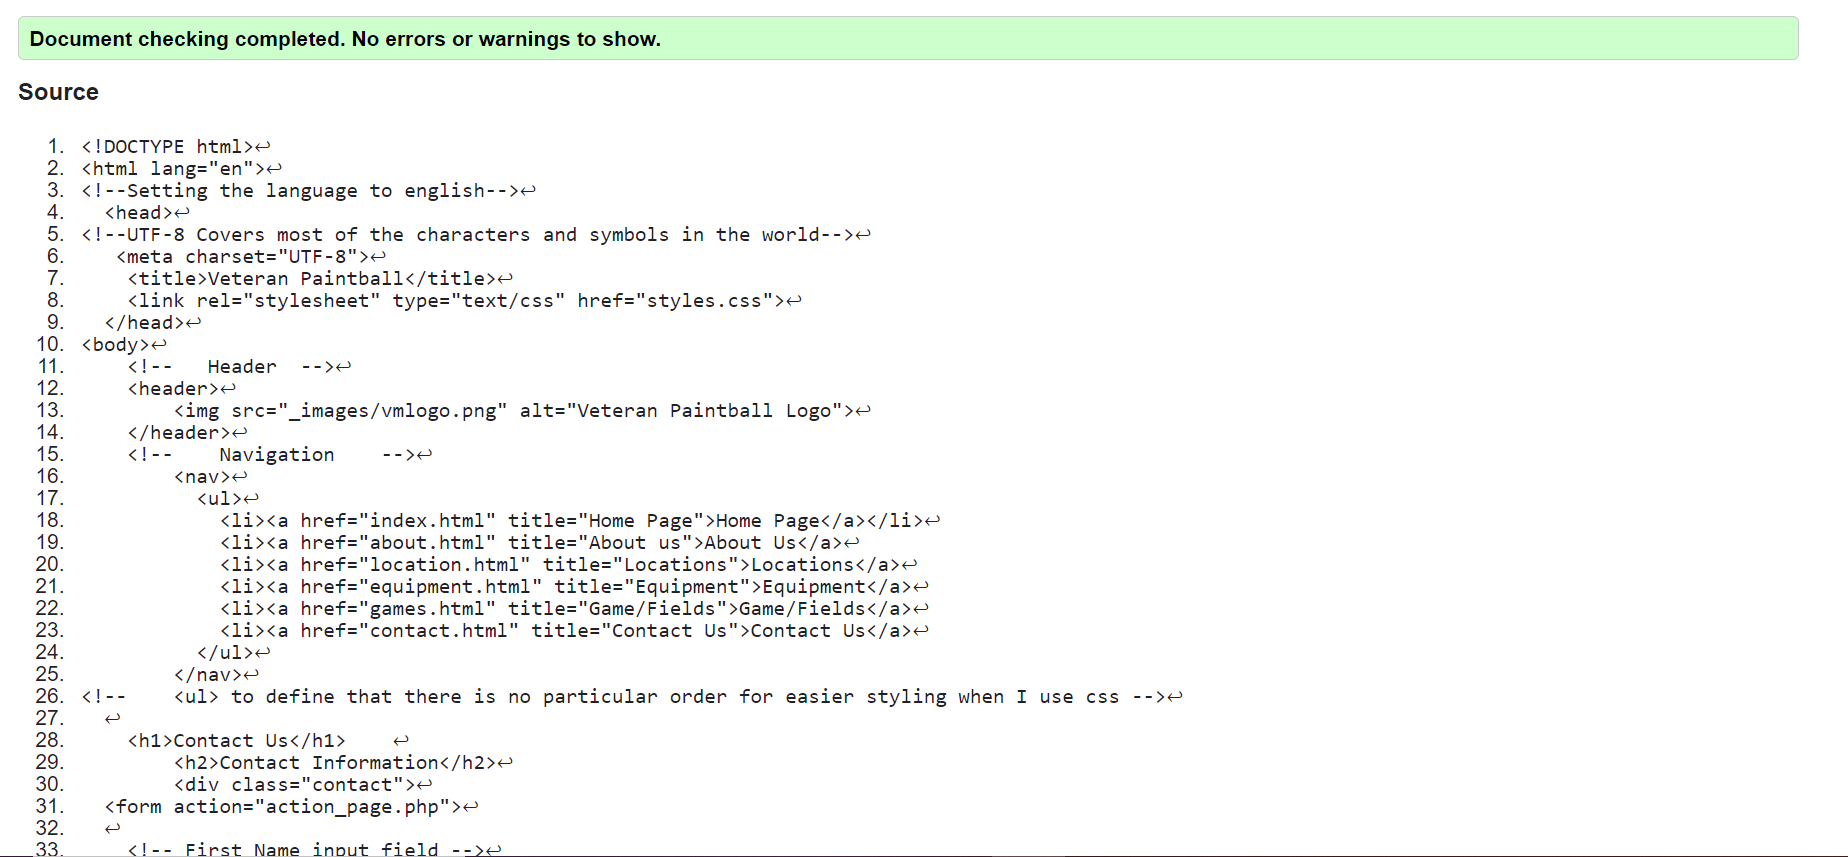 Document checking completed. No errors or warnings to show.
Source
1. <!DOCTYPE html>↩
2. <html lang="en">↩
3. <!--Setting the language to english-->↩
4.   <head>↩
5. <!--UTF-8 Covers most of the characters and symbols in the world-->↩
6.    <meta charset="UTF-8">↩
7.     <title>Veteran Paintball</title>↩
8.     <link rel="stylesheet" type="text/css" href="styles.css">↩
9.   </head>↩
10. <body>↩
11.     <!--   Header  -->↩
12.     <header>↩
13.         <img src="_images/vmlogo.png" alt="Veteran Paintball Logo">↩
14.     </header>↩
15.     <!--    Navigation    -->↩
16.         <nav>↩
17.           <ul>↩
18.             <li><a href="index.html" title="Home Page">Home Page</a></li>↩
19.             <li><a href="about.html" title="About us">About Us</a>↩
20.             <li><a href="location.html" title="Locations">Locations</a>↩
21.             <li><a href="equipment.html" title="Equipment">Equipment</a>↩
22.             <li><a href="games.html" title="Game/Fields">Game/Fields</a>↩
23.             <li><a href="contact.html" title="Contact Us">Contact Us</a>↩
24.           </ul>↩
25.         </nav>↩
26. <!--    <ul> to define that there is no particular order for easier styling when I use css -->↩
27.   ↩
28.     <h1>Contact Us</h1>    ↩
29.         <h2>Contact Information</h2>↩
30.         <div class="contact">↩
31.   <form action="action_page.php">↩
32.   ↩
33.     <!-- First Name input field -->↩